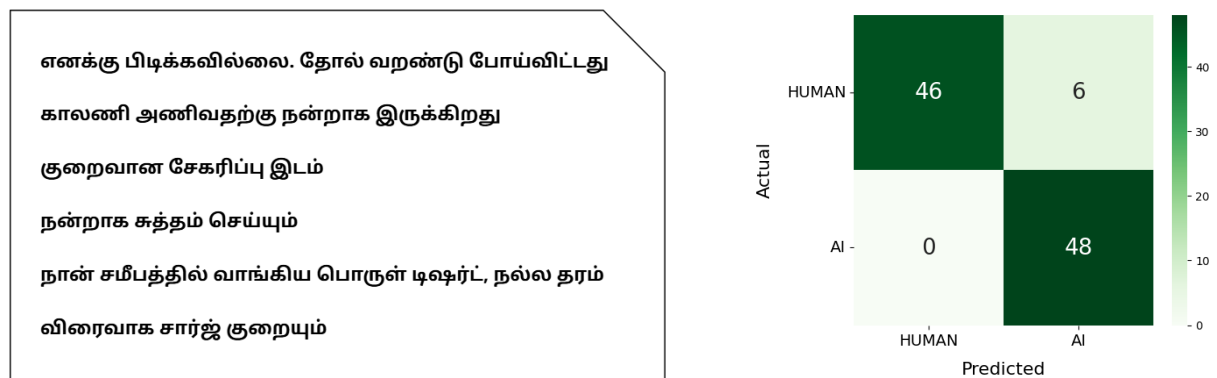 எனக்கு பிடிக்கவில்லை. தோல் வறண்டு போய்விட்டது
காலணி அணிவதற்கு நன்றாக இருக்கிறது
குறைவான சேகரிப்பு இடம்
நன்றாக சுத்தம் செய்யும்
நான் சமீபத்தில் வாங்கிய பொருள் டிஷர்ட், நல்ல தரம்
விரைவாக சார்ஜ் குறையும்
Actual
HUMAN
46 6
AI
0 48
HUMAN AI
Predicted
40
30
20
10
0